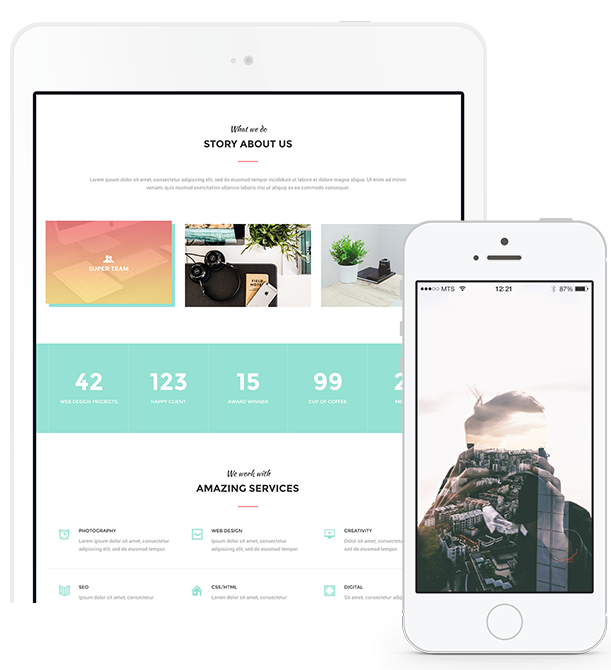 What we do
STORY ABOUT US
Lorem ipsum dolor sit amet, consectetur adipiscing elit, sed do eiusmod tempor incididunt ut labore et dolore magna aliqua. Ut enim ad minim
veniam, quis nostrud exercitation ullamco laboris nisi ut aliquip ex ea commodo consequat.
SUPER TEAM
FIELD NOTES
42 123 15 99 2
WEB DESIGN PROJECTS HAPPY CLIENT AWARD WINNER CUP OF COFFEE
We work with
AMAZING SERVICES
PHOTOGRAPHY
Lorem ipsum dolor sit amet, consectetur
adipiscing elit, sed do eiusmod tempor.
WEB DESIGN
Lorem ipsum dolor sit amet, consectetur
adipiscing elit, sed do eiusmod tempor.
CREATIVITY
Lorem ipsum dolor sit
adipiscing elit, sed do
SEO
Ipsum dolor sit amet, consectetur
CSS/HTML
Lorem ipsum dolor sit amet, consectetur
DIGITAL
Sit amet, consectetur adip
MTS 12:21 87%